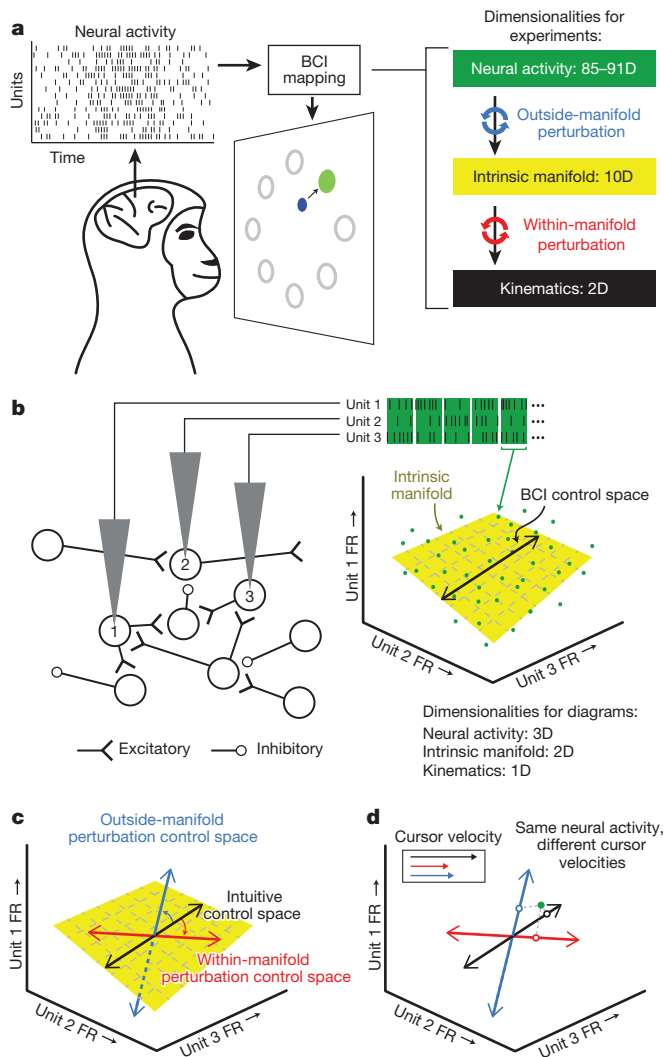 a
Neural activity
Units
Time
BCI
mapping
Dimensionalities for
experiments:
Neural activity: 85–91D
Outside-manifold
perturbation
Intrinsic manifold: 10D
Within-manifold
perturbation
Kinematics: 2D
b
Unit 1
Unit 2
Unit 3
1
2
3
Excitatory
Inhibitory
Intrinsic
manifold
BCI control space
Unit 1 FR →
Unit 2 FR →
Unit 3 FR →
Dimensionalities for diagrams:
Neural activity: 3D
Intrinsic manifold: 2D
Kinematics: 1D
c
Outside-manifold
perturbation control space
Intuitive
control space
Within-manifold
perturbation control space
Unit 1 FR →
Unit 2 FR →
Unit 3 FR →
d
Cursor velocity
Same neural activity,
different cursor
velocities
Unit 1 FR →
Unit 2 FR →
Unit 3 FR →